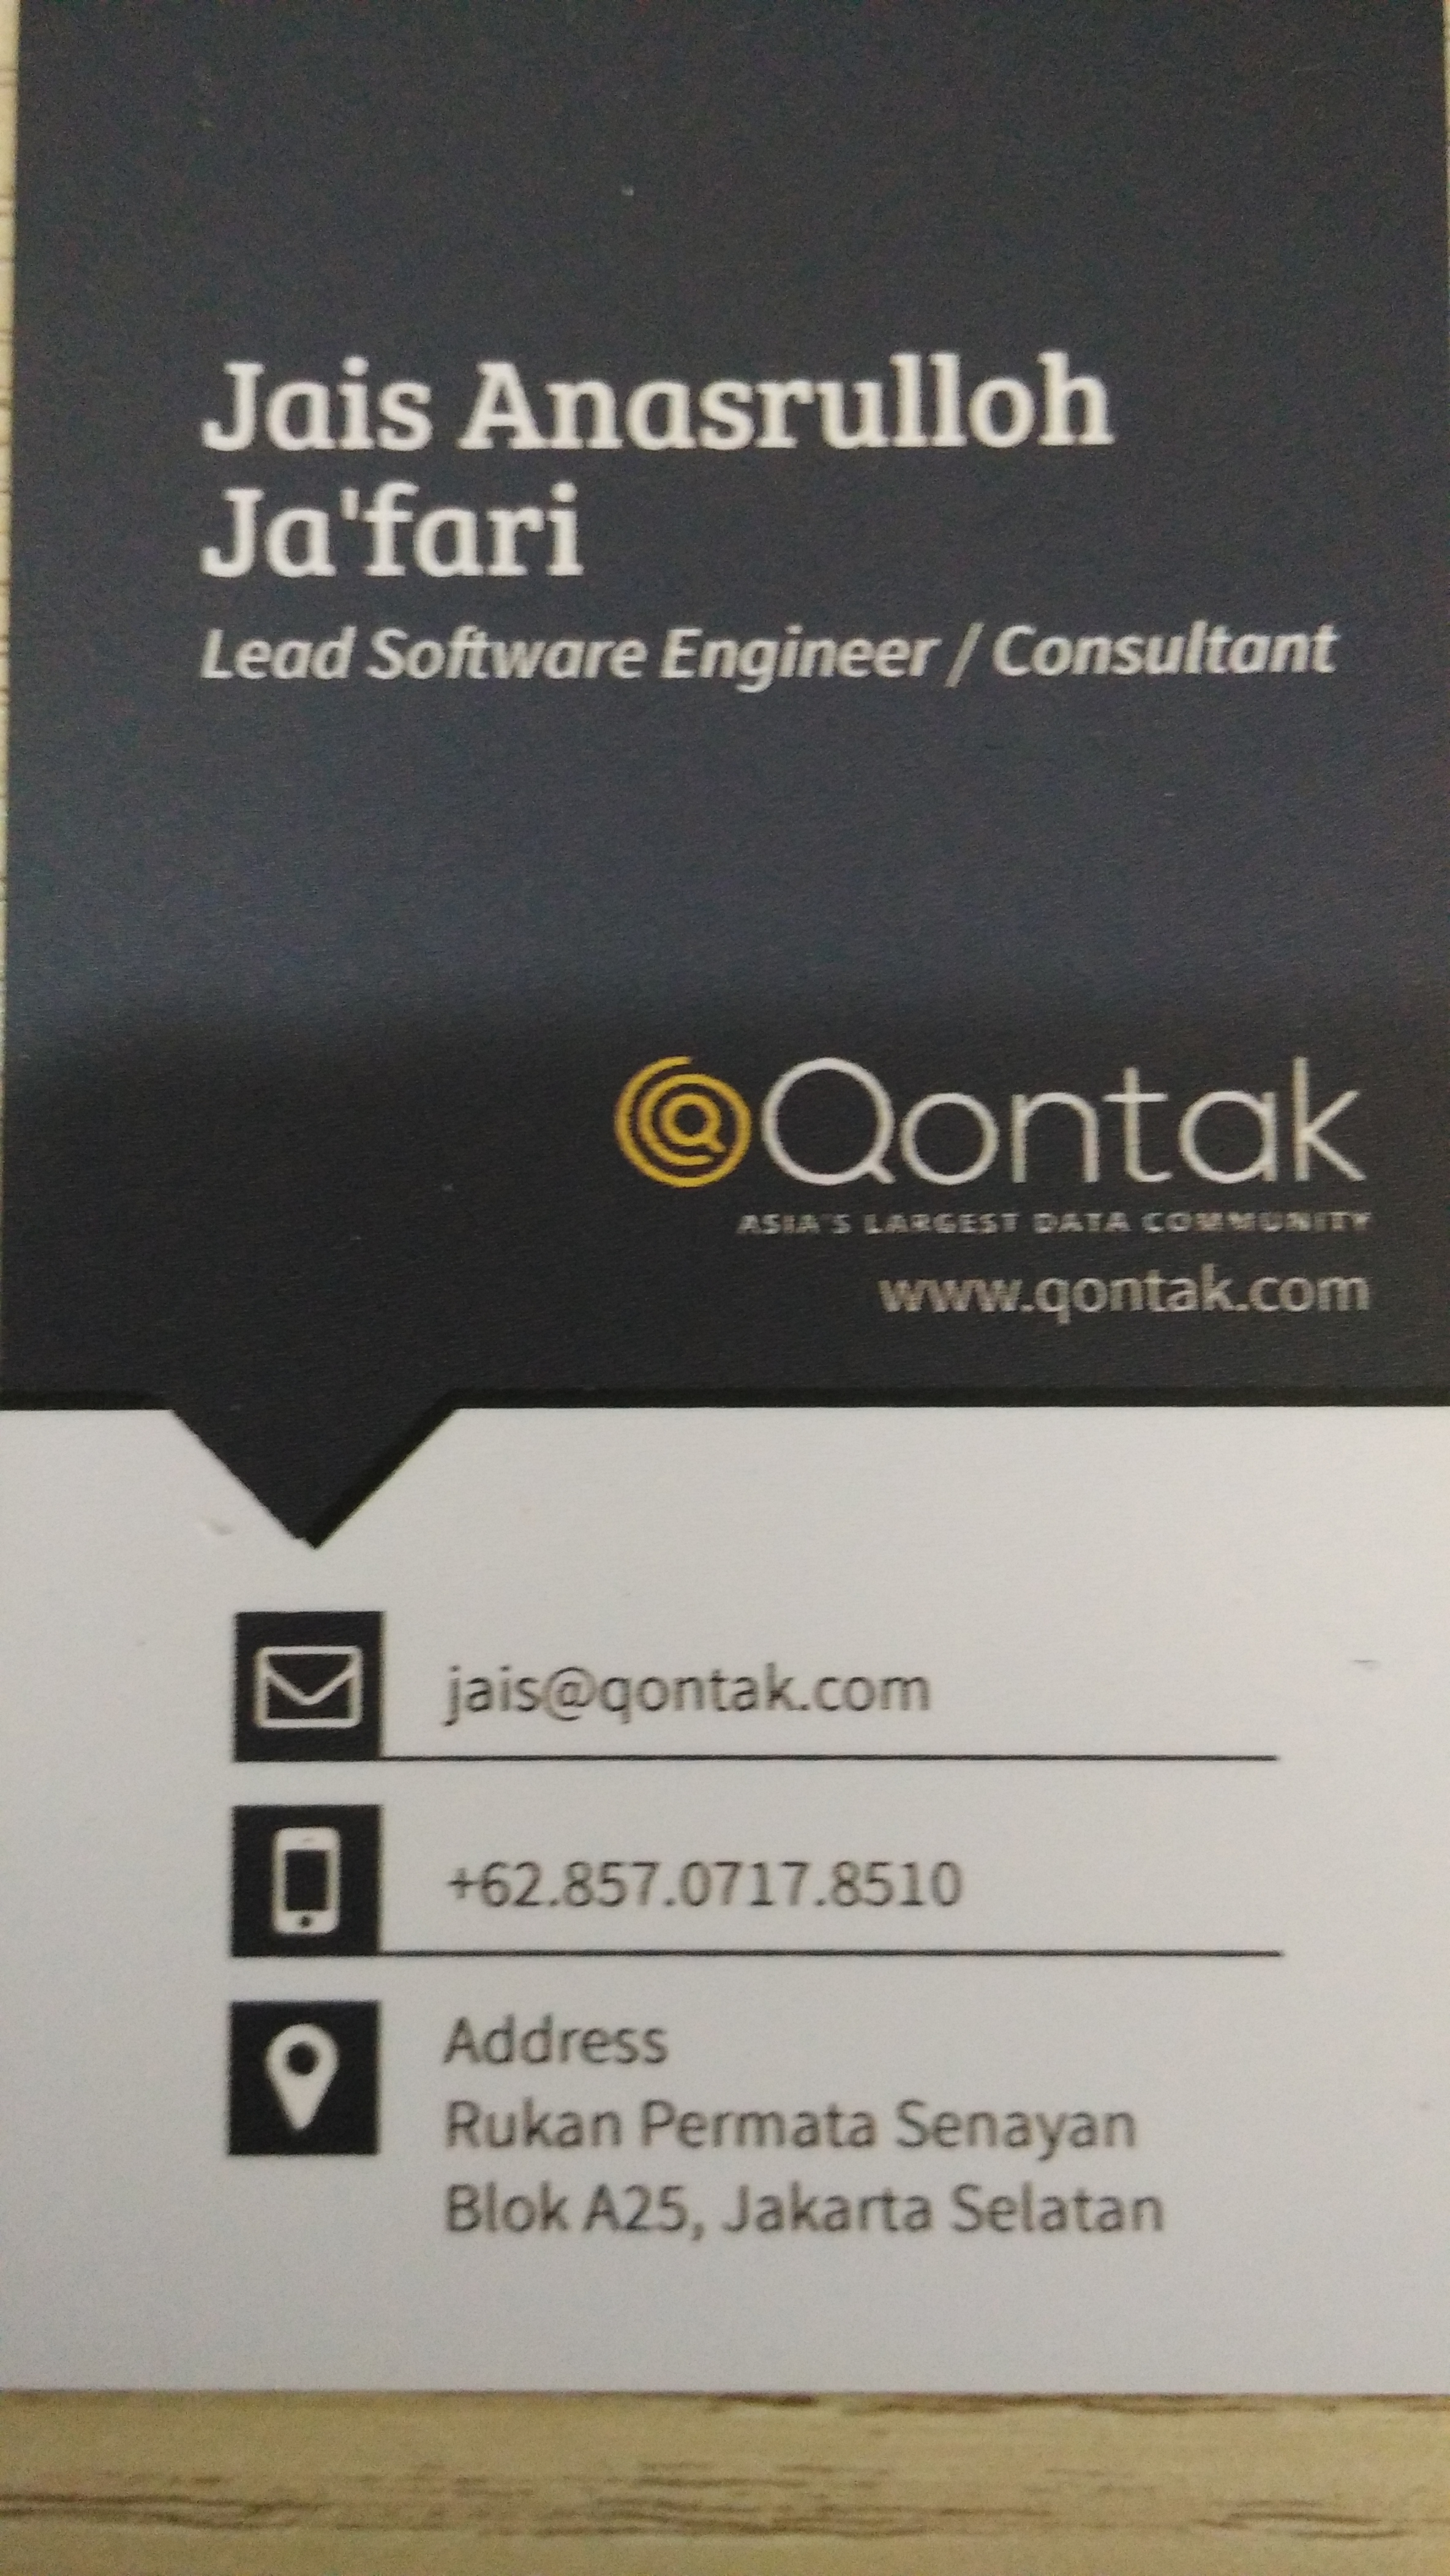 Jais Anasrulloh
Ja'fari
Lead Software Engineer / Consultant
Qontak
ASIA'S LARGEST DATA COMMUNITY
www.qontak.com
jais@qontak.com
+62.857.0717.8510
Address
Rukan Permata Senayan
Blok A25, Jakarta Selatan